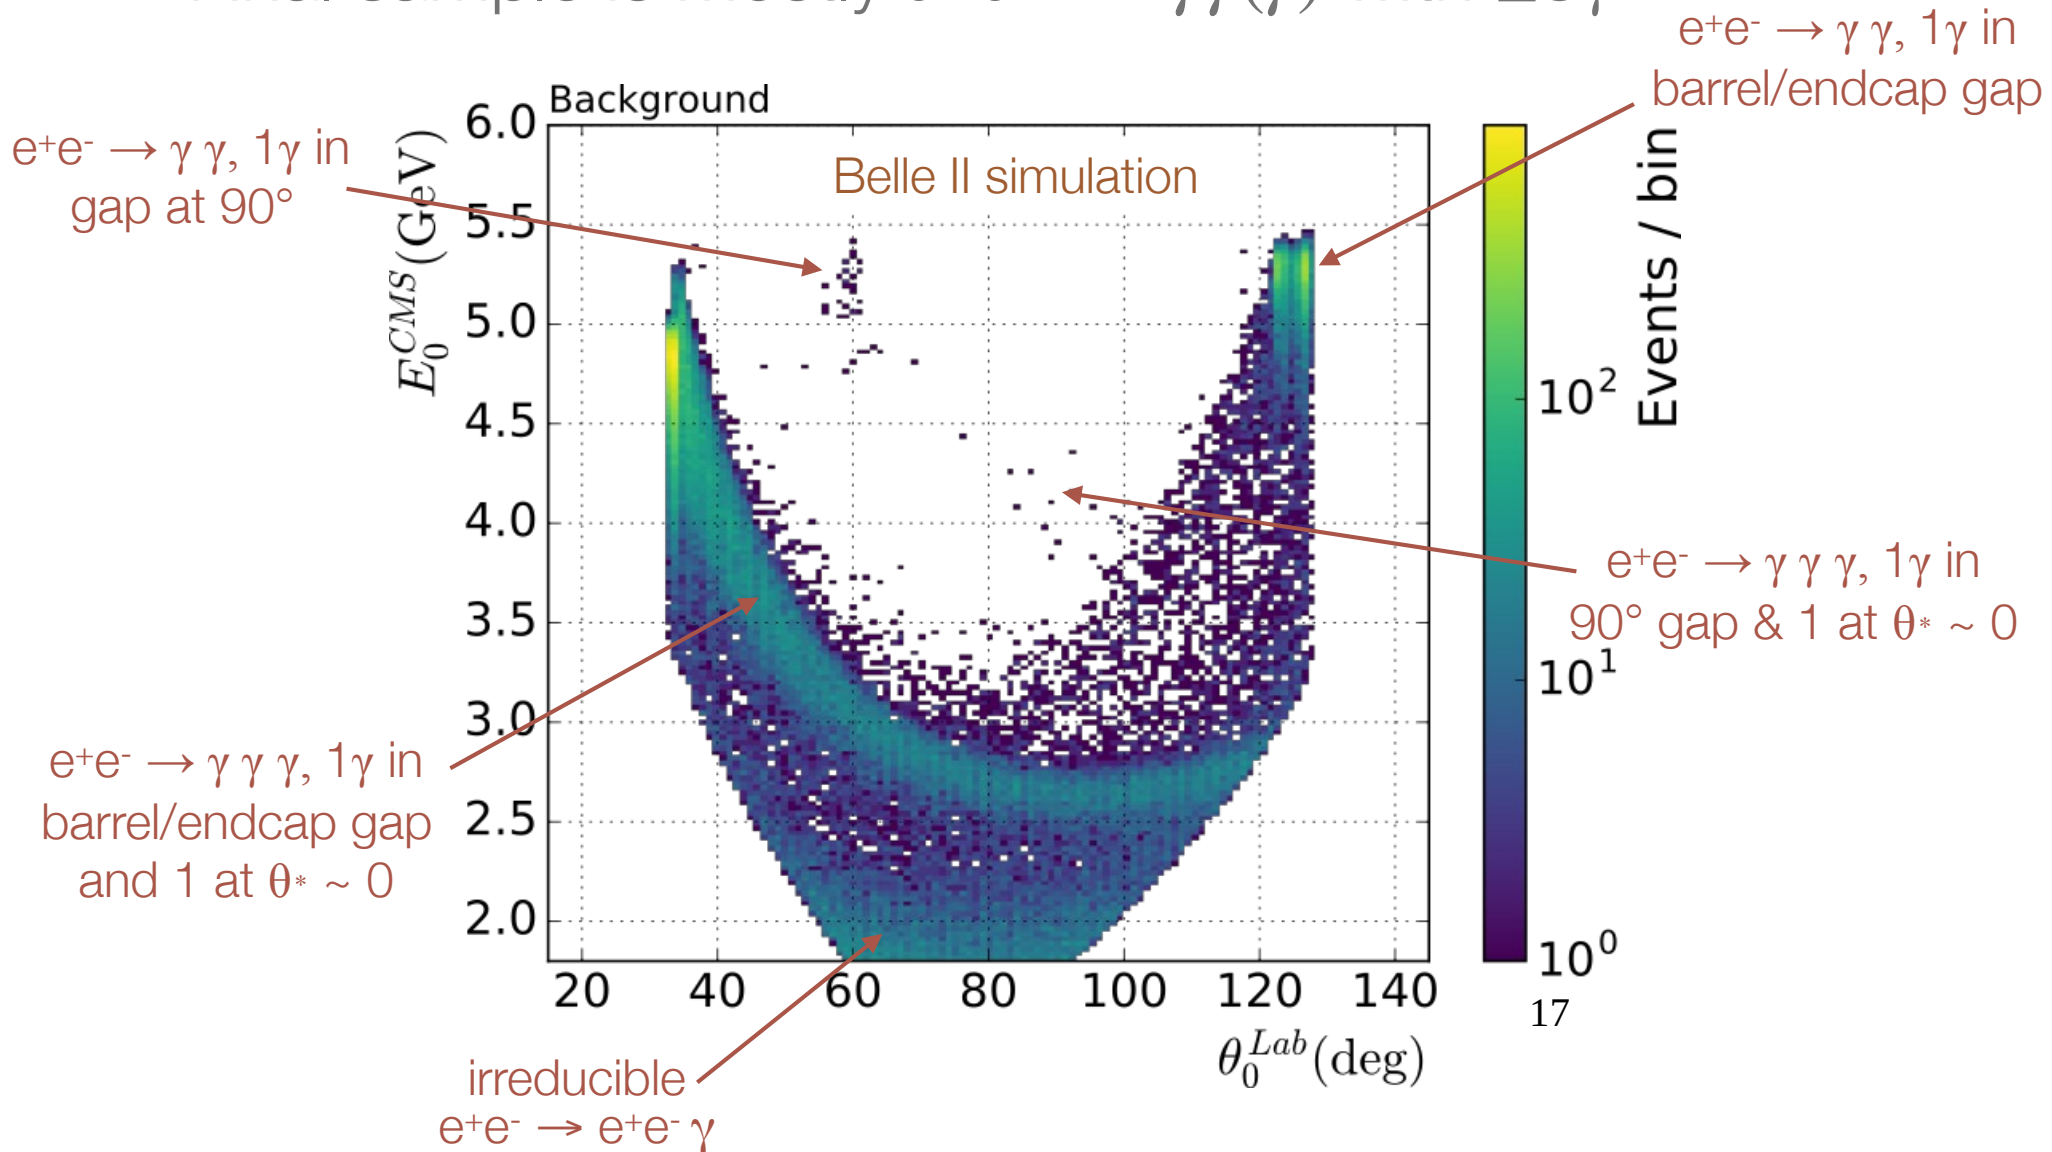 e⁺e⁻ → γ γ, 1γ in
barrel/endcap gap
Background
e⁺e⁻ → γ γ, 1γ in
gap at 90°
Belle II simulation
E₀^{CMS}(GeV)
6.0
5.5
5.0
4.5
4.0
3.5
3.0
2.5
2.0
Events / bin
10²
10¹
10⁰
e⁺e⁻ → γ γ γ, 1γ in
90° gap & 1 at θ* ~ 0
e⁺e⁻ → γ γ γ, 1γ in
barrel/endcap gap
and 1 at θ* ~ 0
20 40 60 80 100 120 140
17
θ₀^{Lab}(deg)
irreducible
e⁺e⁻ → e⁺e⁻ γ